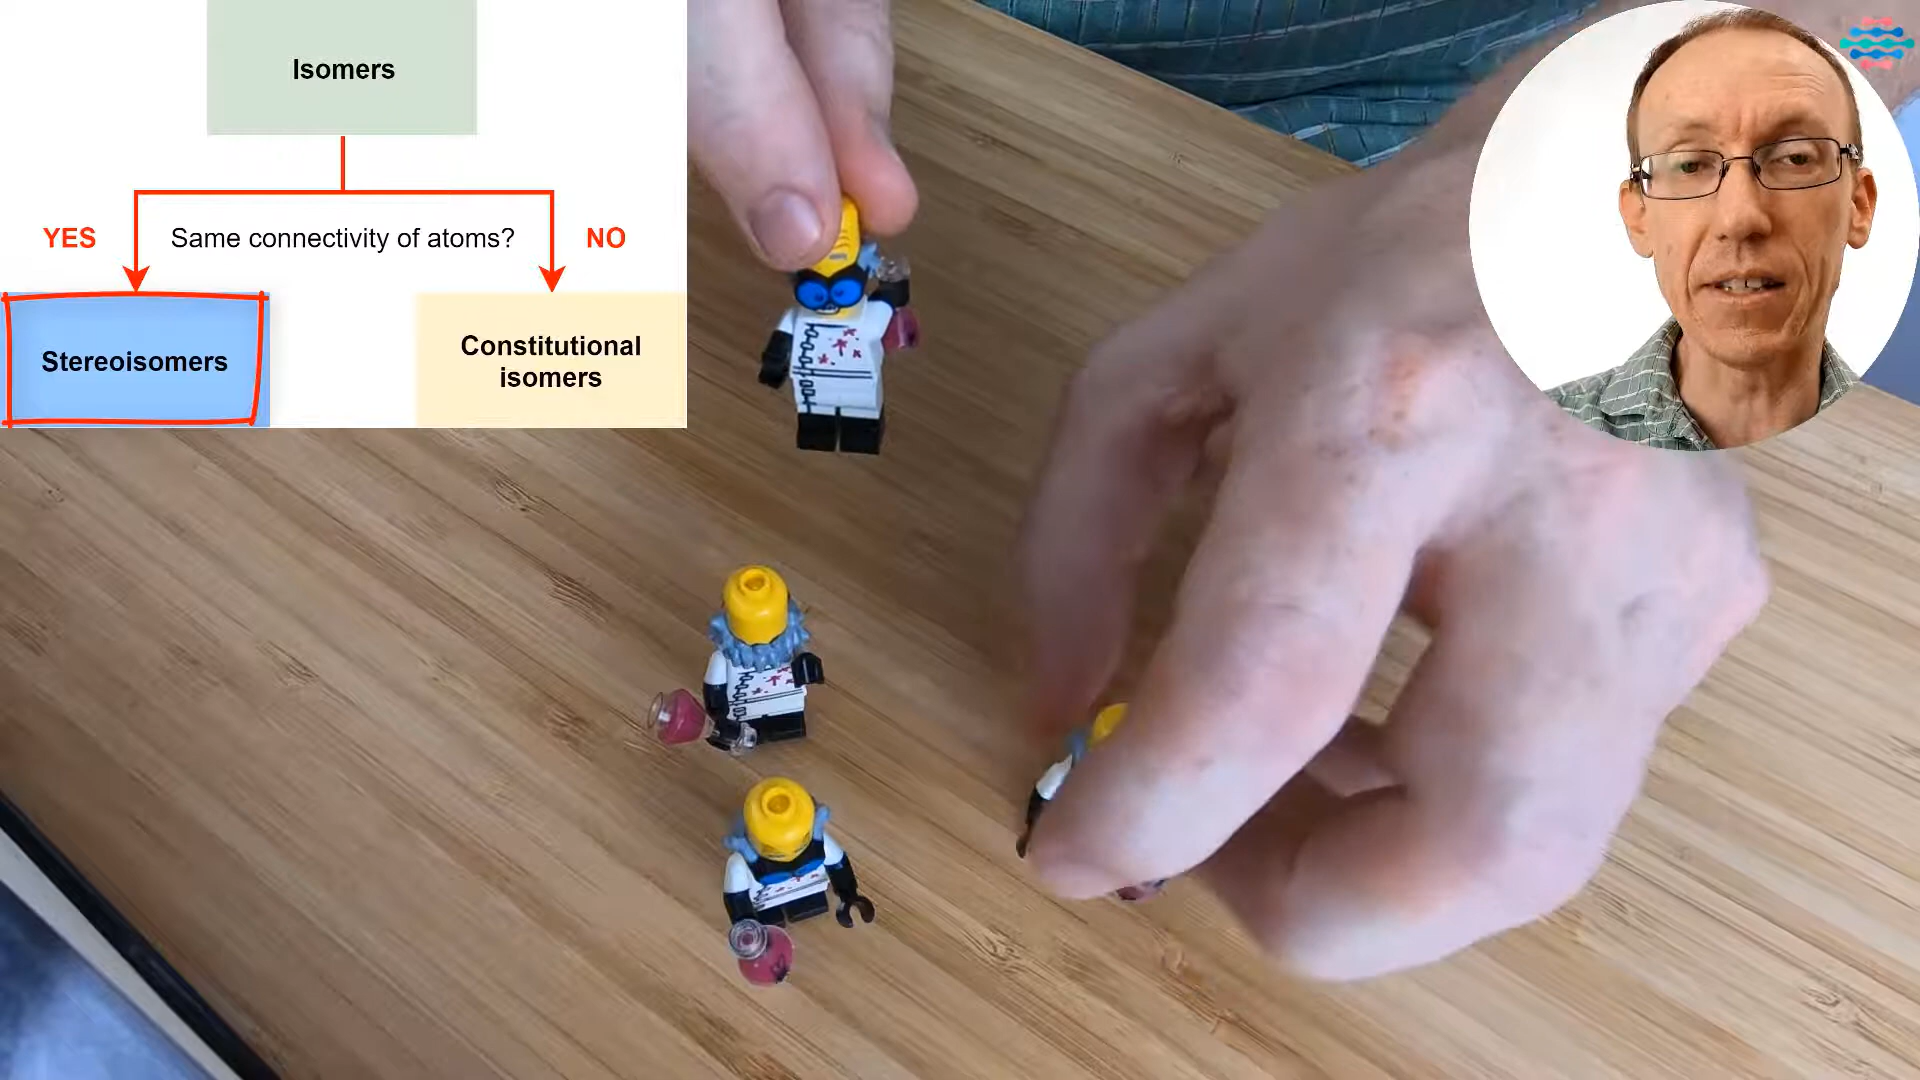 Isomers
YES
Same connectivity of atoms?
NO
Stereoisomers
Constitutional
isomers